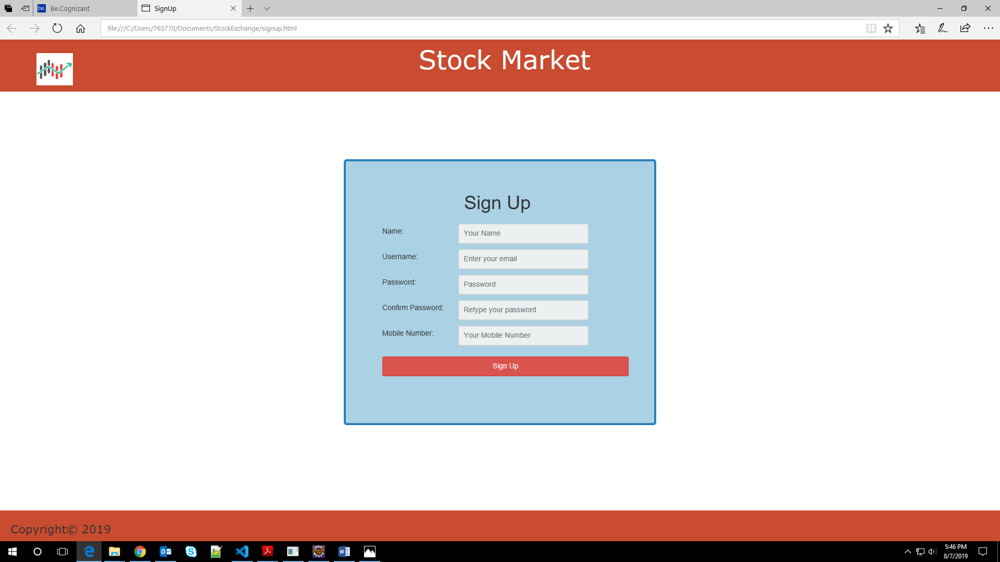 Be.Cognizant
SignUp
file:///C:/Users/765770/Documents/StockExchange/signup.html
Stock Market
Sign Up
Name:
Your Name
Username:
Enter your email
Password:
Password
Confirm Password:
Retype your password
Mobile Number:
Your Mobile Number
Sign Up
Copyright© 2019
5:46 PM
8/7/2019